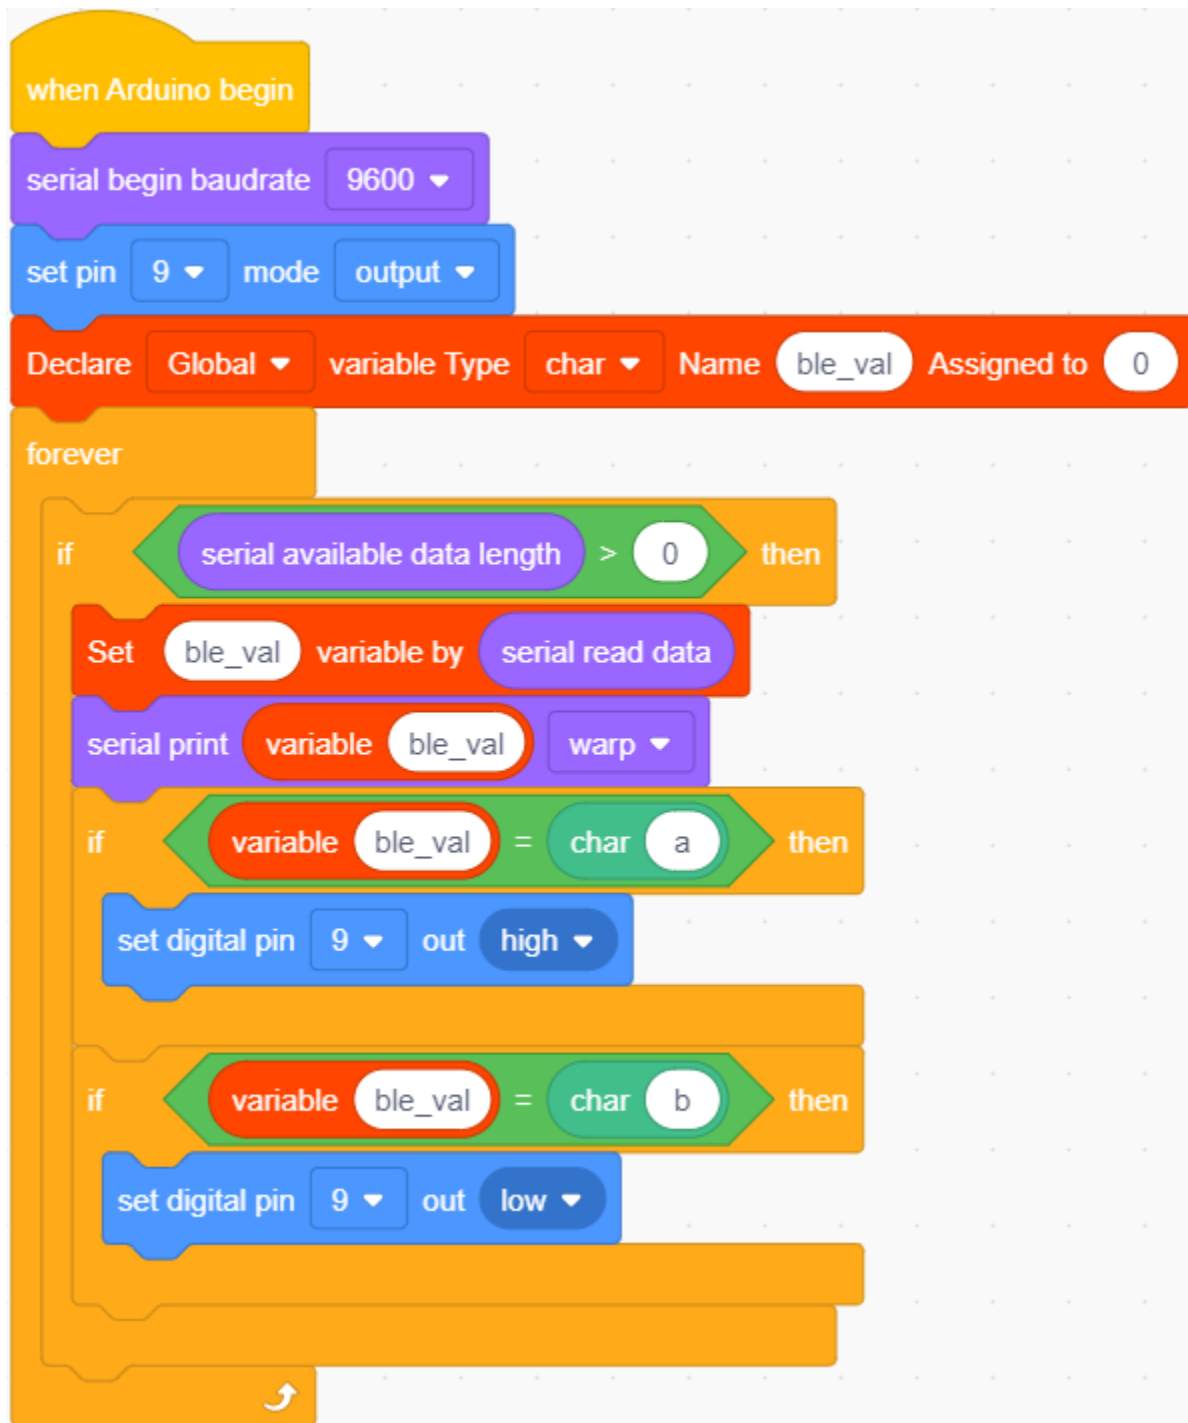 when Arduino begin
serial begin baudrate 9600
set pin 9 mode output
Declare Global variable Type char Name ble_val Assigned to 0
forever
if serial available data length > 0 then
Set ble_val variable by serial read data
serial print variable ble_val warp
if variable ble_val = char a then
set digital pin 9 out high
if variable ble_val = char b then
set digital pin 9 out low